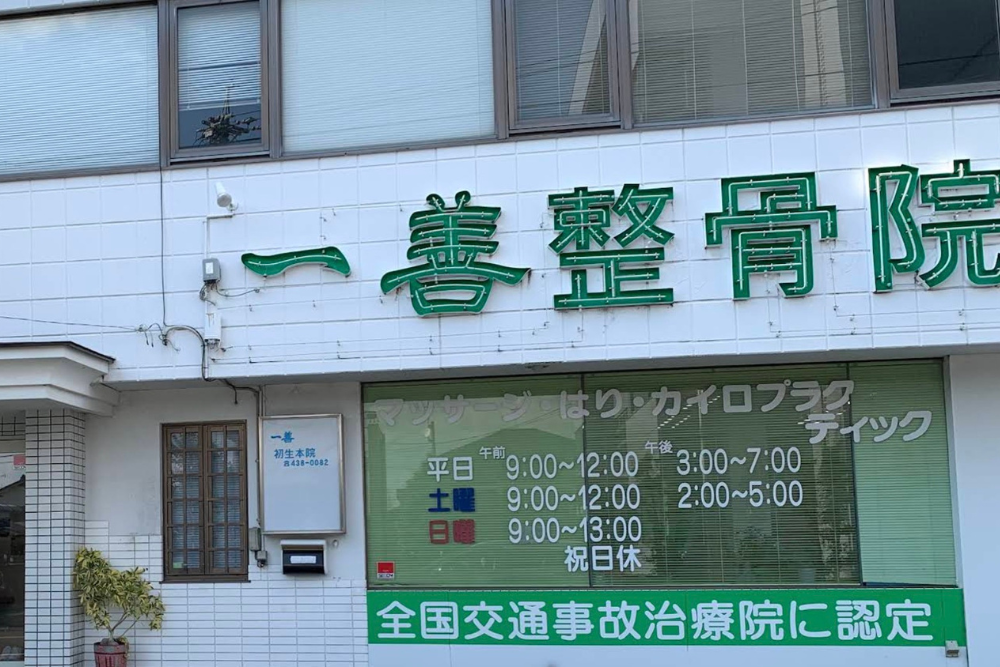 一善整骨院
マッサージ・はり・カイロプラク
ティック
午前 午後
平日 9:00～12:00 3:00～7:00
土曜 9:00～12:00 2:00～5:00
日曜 9:00～13:00
祝日休
全国交通事故治療院に認定
一善
初生本院
438-0082